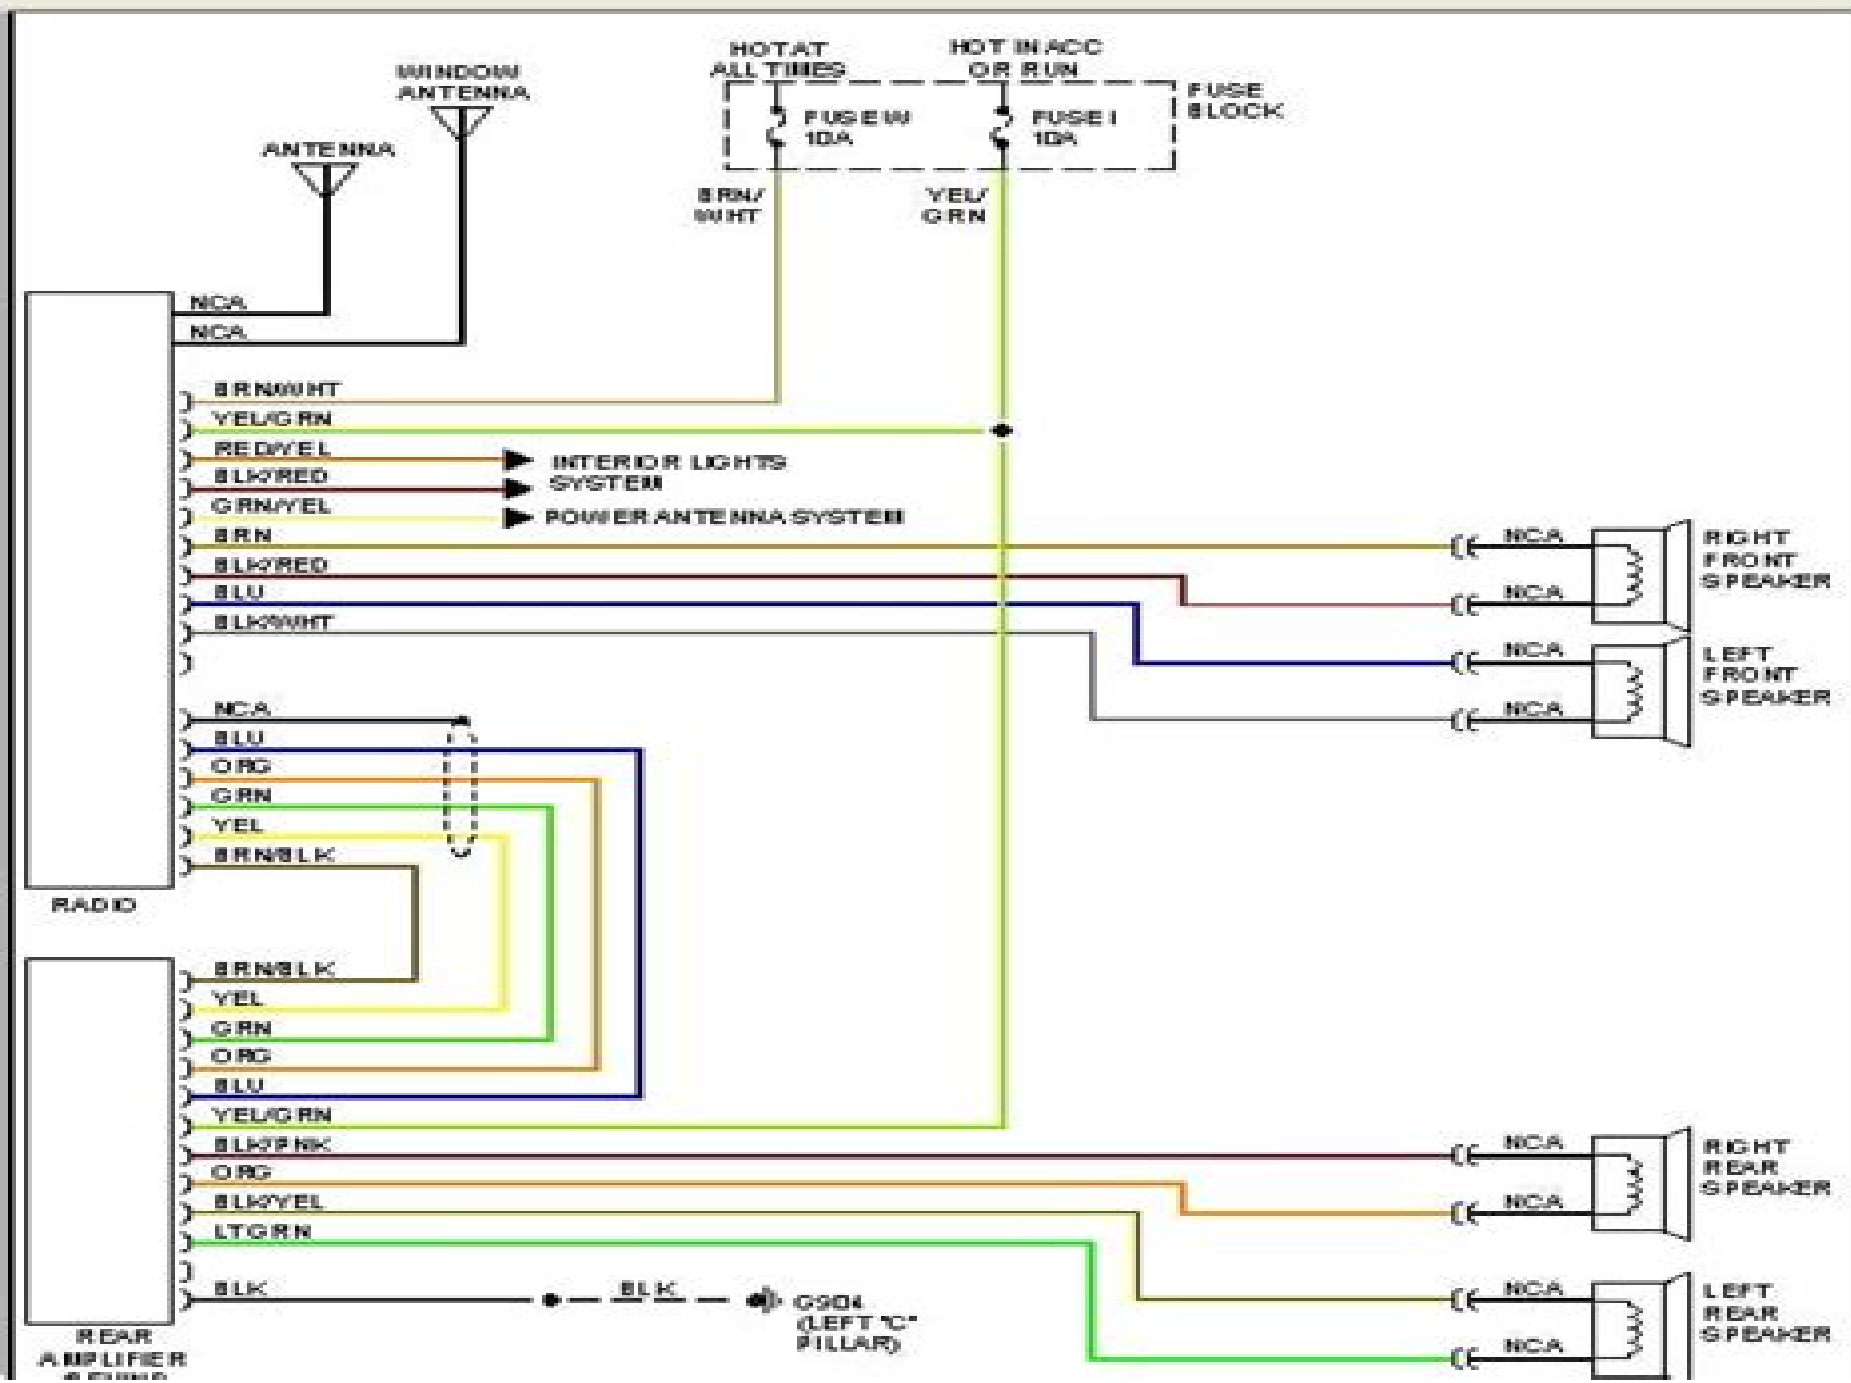 HOT AT
ALL TIMES
HOT IN ACC
OR RUN
WINDOW
ANTENNA
FUSE
BLOCK
FUSE W
10A
FUSE I
10A
ANTENNA
BRN/
WHT
YEL/
GRN
NCA
NCA
BRN/WHT
YEL/GRN
RED/YEL
INTERIOR LIGHTS
SYSTEM
BLK/RED
GRN/YEL
POWER ANTENNA SYSTEM
BRN
NCA
RIGHT
FRONT
SPEAKER
BLK/RED
NCA
BLU
BLK/WHT
NCA
LEFT
FRONT
SPEAKER
NCA
NCA
BLU
ORG
GRN
YEL
BRN/BLK
RADIO
BRN/BLK
YEL
GRN
ORG
BLU
YEL/GRN
BLK/PNK
NCA
RIGHT
REAR
SPEAKER
ORG
NCA
BLK/YEL
LT GRN
BLK
BLK
G904
(LEFT "C"
PILLAR)
NCA
LEFT
REAR
SPEAKER
NCA
REAR
AMPLIFIER
BEHIND